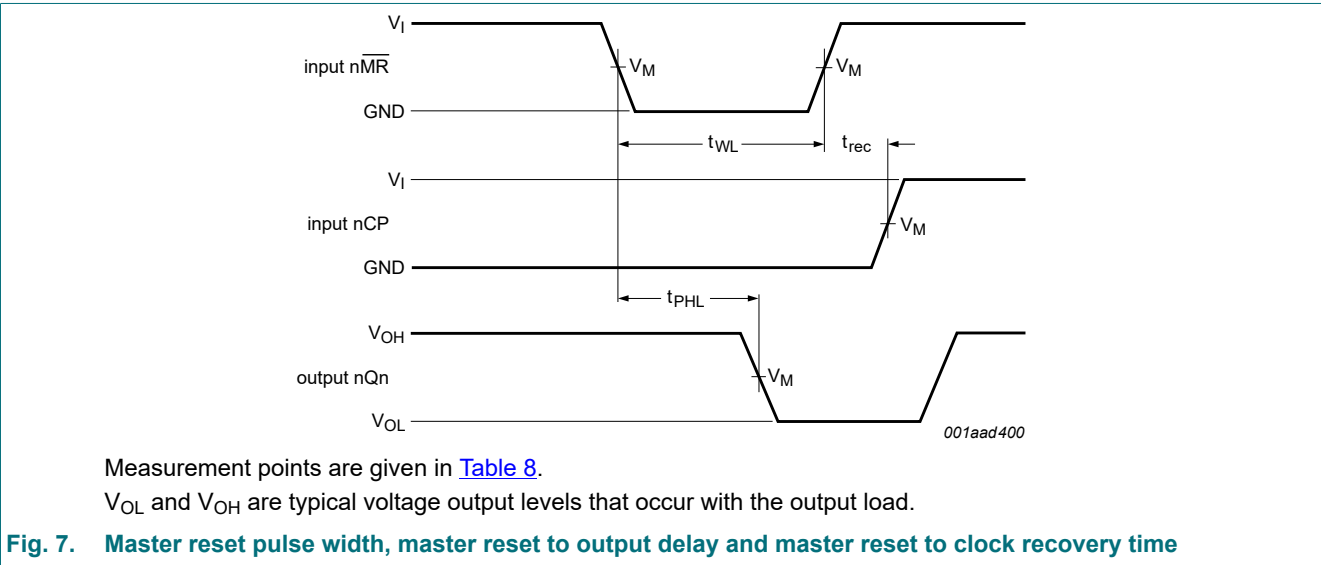 V_I
input nM̅R̅
V_M
V_M
GND
t_WL
t_rec
V_I
input nCP
V_M
GND
t_PHL
V_OH
output nQn
V_M
V_OL
001aad400
Measurement points are given in Table 8.
V_OL and V_OH are typical voltage output levels that occur with the output load.
Fig. 7. Master reset pulse width, master reset to output delay and master reset to clock recovery time